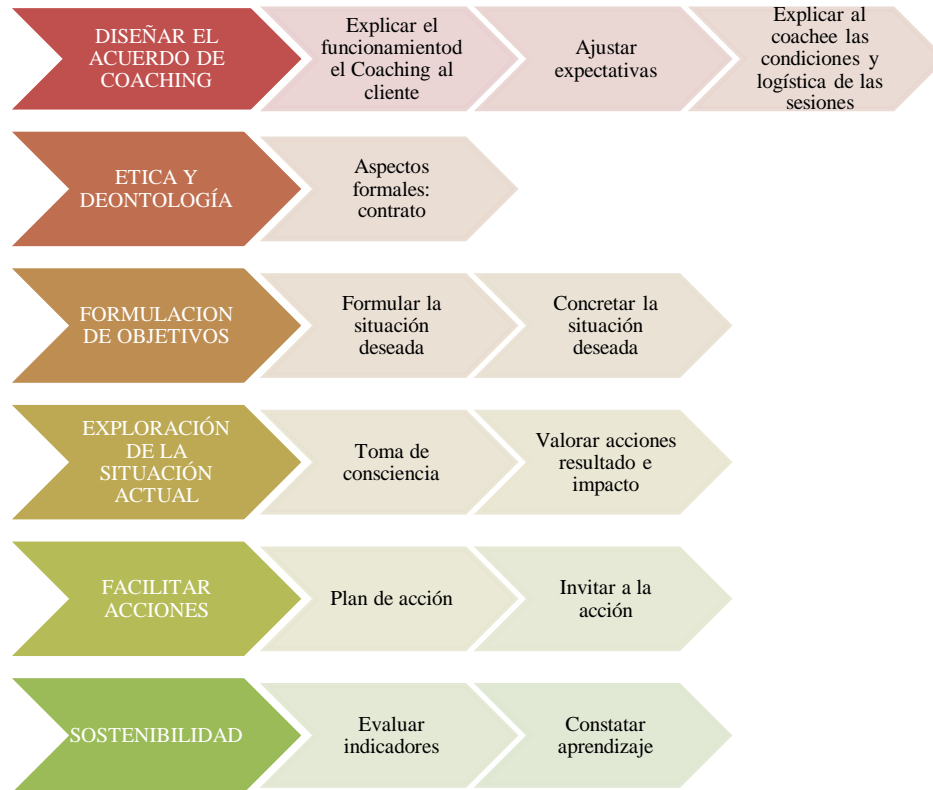 DISEÑAR EL
ACUERDO DE
COACHING
Explicar el
funcionamientod
el Coaching al
cliente
Ajustar
expectativas
Explicar al
coachee las
condiciones y
logística de las
sesiones
ETICA Y
DEONTOLOGÍA
Aspectos
formales:
contrato
FORMULACION
DE OBJETIVOS
Formular la
situación
deseada
Concretar la
situación
deseada
EXPLORACIÓN
DE LA
SITUACIÓN
ACTUAL
Toma de
consciencia
Valorar acciones
resultado e
impacto
FACILITAR
ACCIONES
Plan de acción
Invitar a la
acción
SOSTENIBILIDAD
Evaluar
indicadores
Constatar
aprendizaje